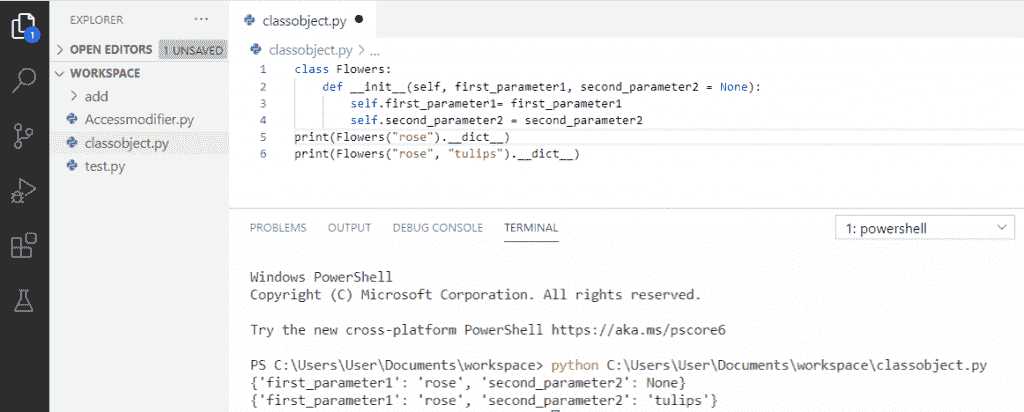 EXPLORER
...
OPEN EDITORS 1 UNSAVED
WORKSPACE
add
Accessmodifier.py
classobject.py
test.py
1
classobject.py
classobject.py > ...
1 class Flowers:
2     def __init__(self, first_parameter1, second_parameter2 = None):
3         self.first_parameter1= first_parameter1
4         self.second_parameter2 = second_parameter2
5 print(Flowers("rose").__dict__)
6 print(Flowers("rose", "tulips").__dict__)
PROBLEMS OUTPUT DEBUG CONSOLE TERMINAL 1: powershell
Windows PowerShell
Copyright (C) Microsoft Corporation. All rights reserved.
Try the new cross-platform PowerShell https://aka.ms/pscore6
PS C:\Users\User\Documents\workspace> python C:\Users\User\Documents\workspace\classobject.py
{'first_parameter1': 'rose', 'second_parameter2': None}
{'first_parameter1': 'rose', 'second_parameter2': 'tulips'}